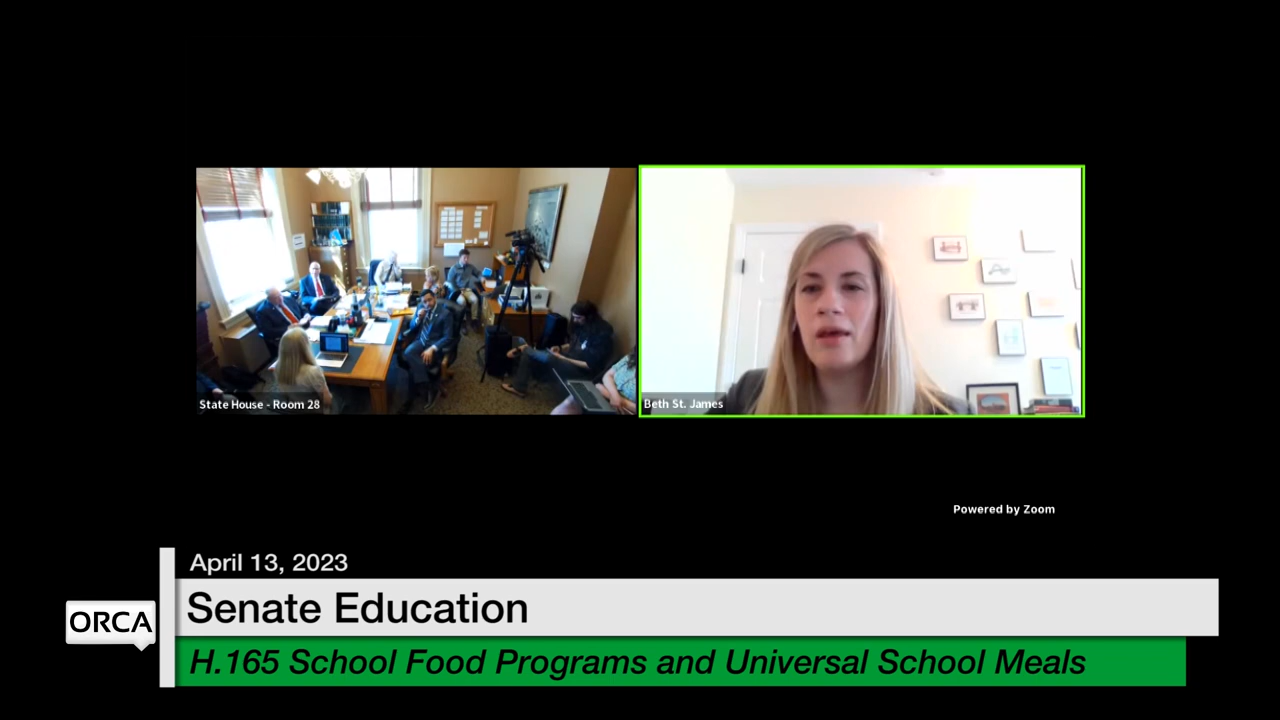 State House - Room 28
Beth St. James
Powered by Zoom
April 13, 2023
Senate Education
ORCA
H.165 School Food Programs and Universal School Meals